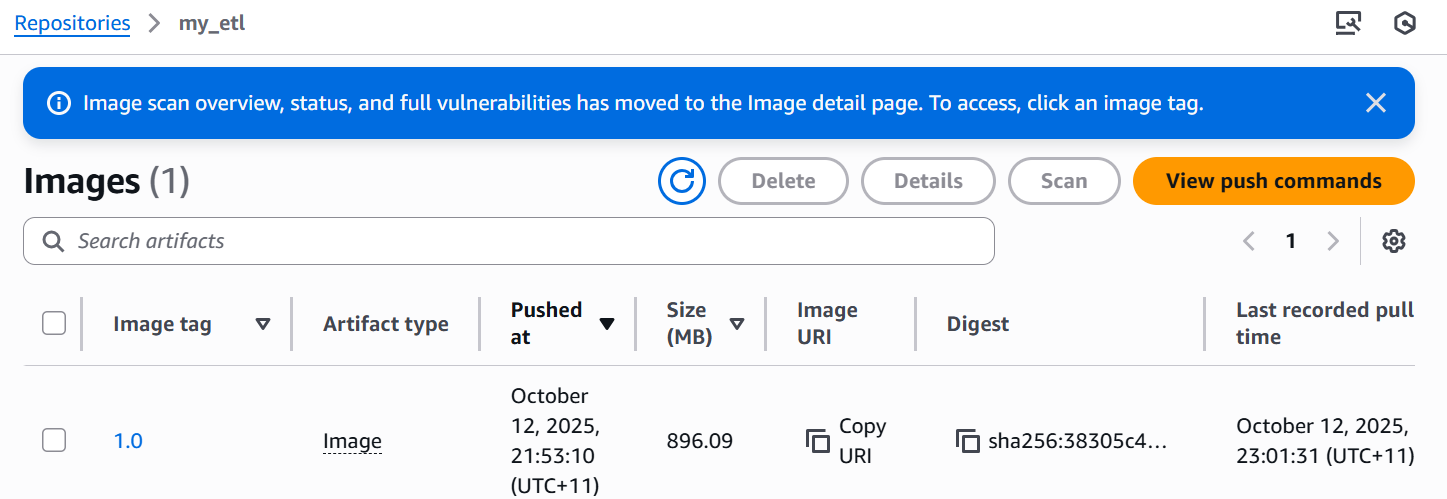 Repositories my_etl
Image scan overview, status, and full vulnerabilities has moved to the Image detail page. To access, click an image tag.
Images (1)
Delete
Details
Scan
View push commands
Search artifacts
1
Image tag
Artifact type
Pushed
at
Size
(MB)
Image
URI
Digest
Last recorded pull
time
1.0
Image
October
12, 2025,
21:53:10
(UTC+11)
896.09
Copy
URI
sha256:38305c4...
October 12, 2025,
23:01:31 (UTC+11)